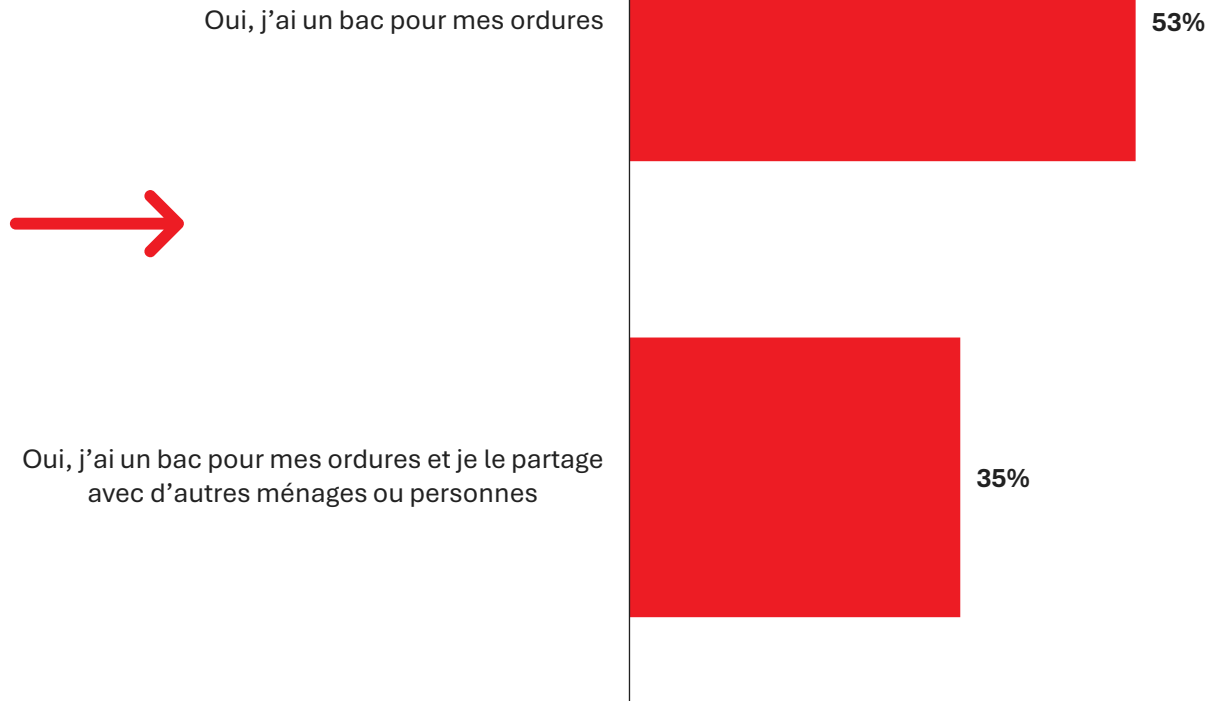 Oui, j’ai un bac pour mes ordures
53%
Oui, j’ai un bac pour mes ordures et je le partage
avec d’autres ménages ou personnes
35%